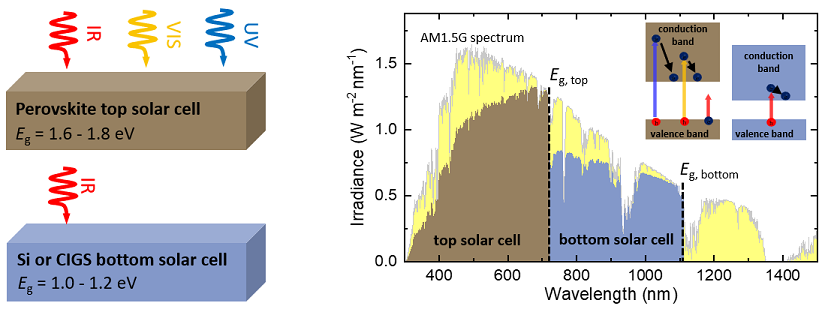 IR
VIS
UV
Perovskite top solar cell
Eg = 1.6 - 1.8 eV
IR
Si or CIGS bottom solar cell
Eg = 1.0 - 1.2 eV
AM1.5G spectrum
Eg, top
Eg, bottom
conduction
band
valence band
conduction
band
valence band
top solar cell
bottom solar cell
Irradiance (W m-2 nm-1)
1.5
1.0
0.5
0.0
400 600 800 1000 1200 1400
Wavelength (nm)